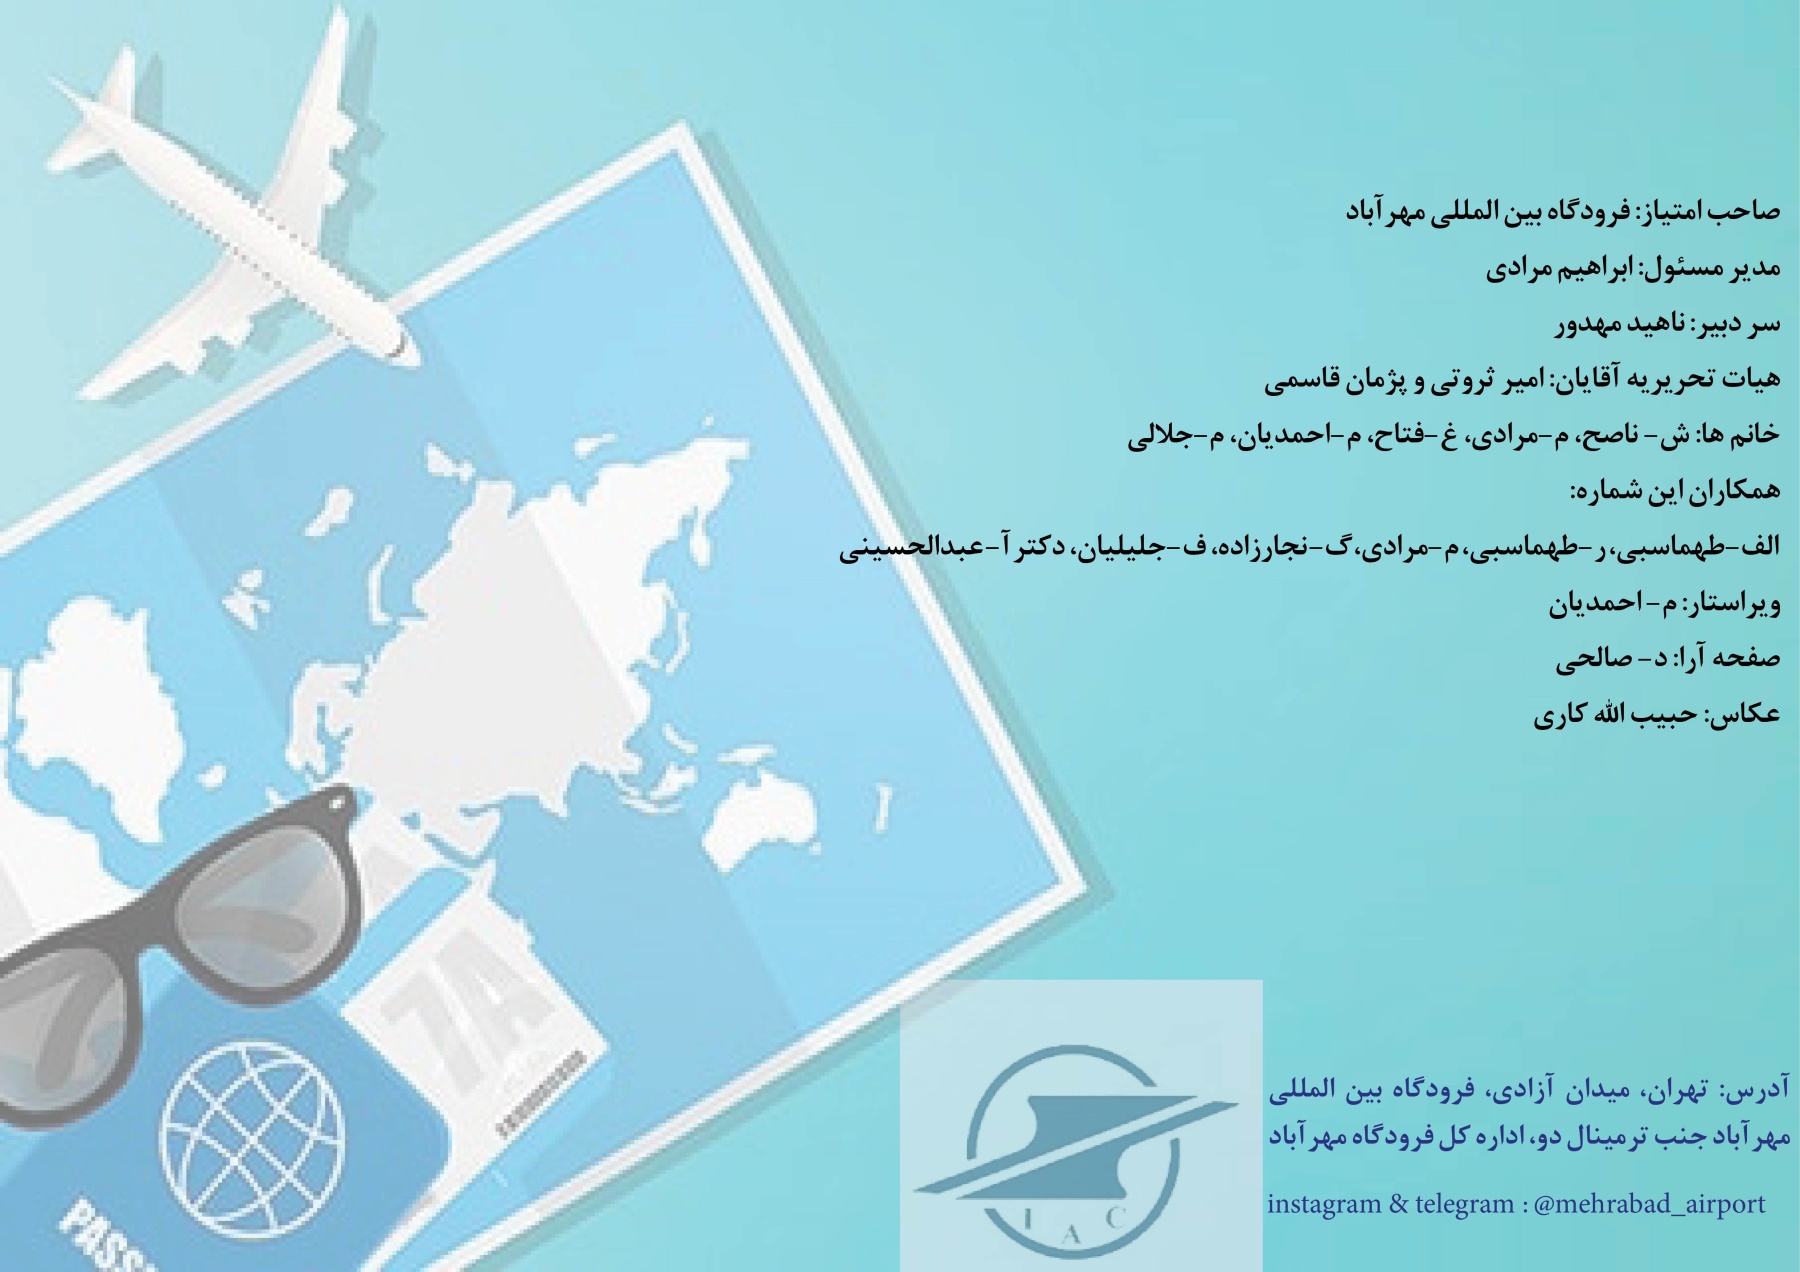 صاحب امتیاز: فرودگاه بین المللی مهرآباد
مدیر مسئول: ابراهیم مرادی
سر دبیر: ناهید مهدور
هیات تحریریه آقایان: امیر ثروتی و پژمان قاسمی
خانم ها: ش- ناصح، م-مرادی، غ-فتاح، م-احمدیان، م-جلالی
همکاران این شماره:
الف-طهماسبی، ر-طهماسبی، م-مرادی، گ-نجارزاده، ف-جلیلیان، دکتر آ-عبدالحسینی
ویراستار: م- احمدیان
صفحه آرا: د- صالحی
عکاس: حبیب الله کاری
7A
PASS
I A C
آدرس: تهران، میدان آزادی، فرودگاه بین المللی
مهرآباد جنب ترمینال دو، اداره کل فرودگاه مهرآباد
instagram & telegram : @mehrabad_airport